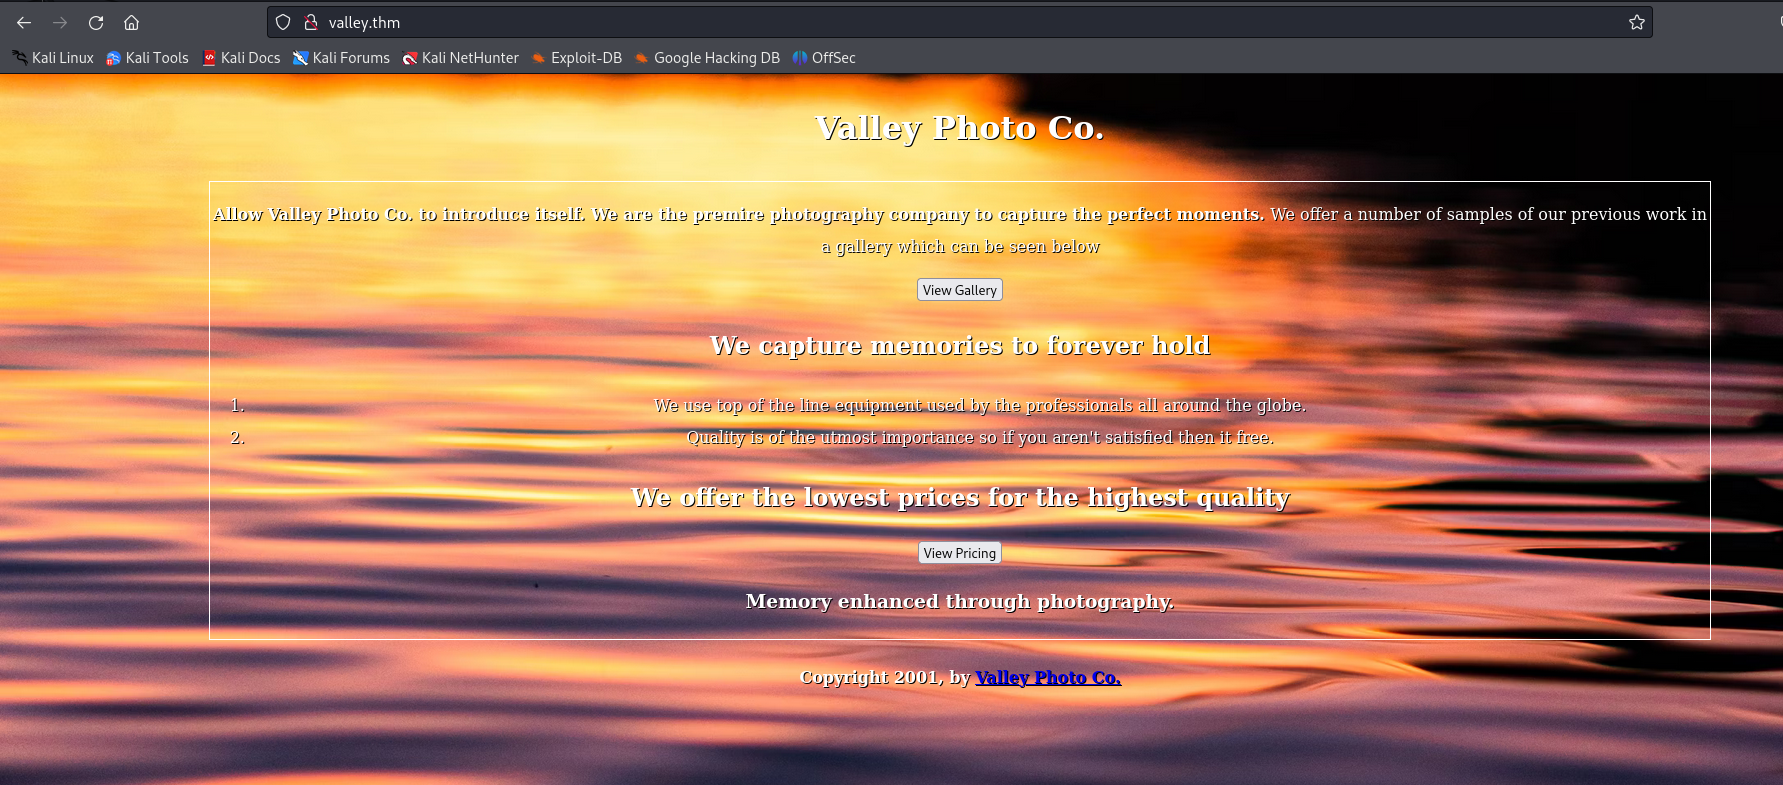 valley.thm
Kali Linux Kali Tools Kali Docs Kali Forums Kali NetHunter Exploit-DB Google Hacking DB OffSec
Valley Photo Co.
Allow Valley Photo Co. to introduce itself. We are the premire photography company to capture the perfect moments. We offer a number of samples of our previous work in
a gallery which can be seen below
View Gallery
We capture memories to forever hold
1. We use top of the line equipment used by the professionals all around the globe.
2. Quality is of the utmost importance so if you aren't satisfied then it free.
We offer the lowest prices for the highest quality
View Pricing
Memory enhanced through photography.
Copyright 2001, by Valley Photo Co.